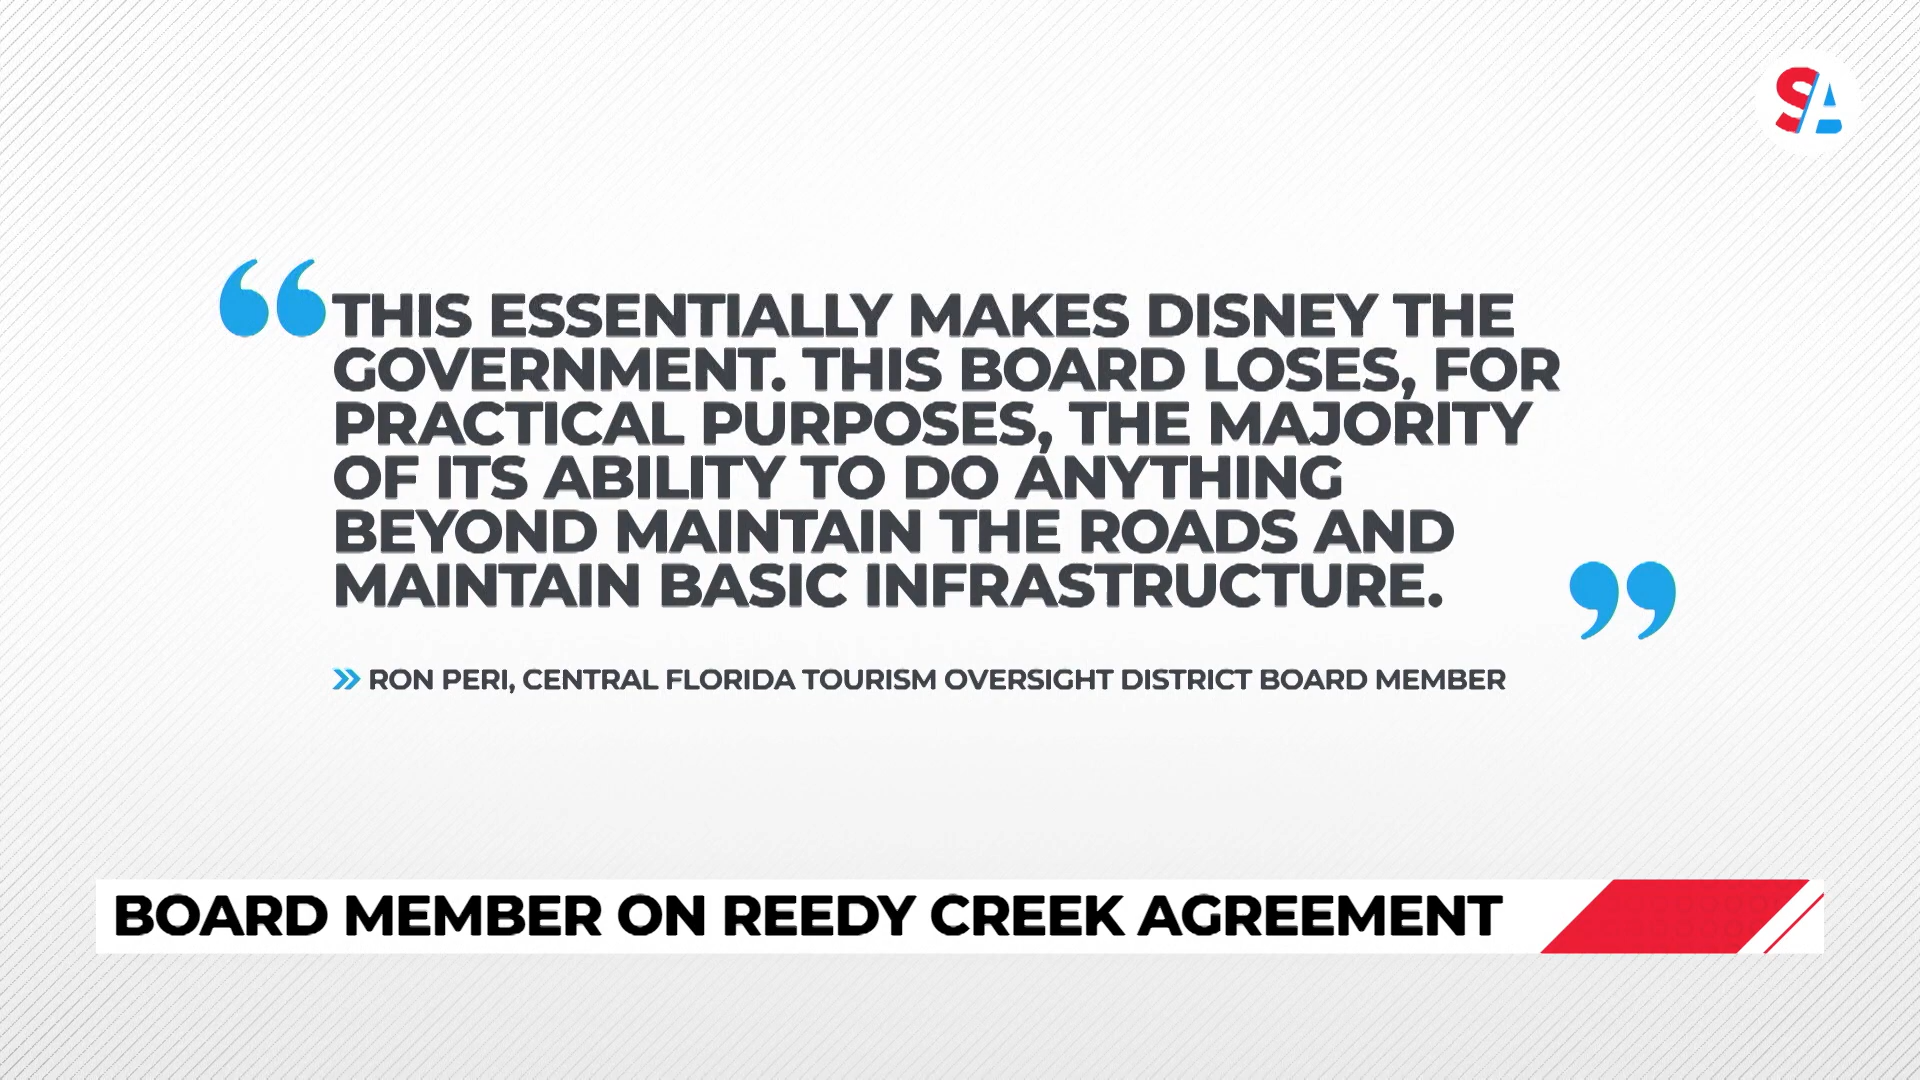 SA
“THIS ESSENTIALLY MAKES DISNEY THE
GOVERNMENT. THIS BOARD LOSES, FOR
PRACTICAL PURPOSES, THE MAJORITY
OF ITS ABILITY TO DO ANYTHING
BEYOND MAINTAIN THE ROADS AND
MAINTAIN BASIC INFRASTRUCTURE.”
» RON PERI, CENTRAL FLORIDA TOURISM OVERSIGHT DISTRICT BOARD MEMBER
BOARD MEMBER ON REEDY CREEK AGREEMENT